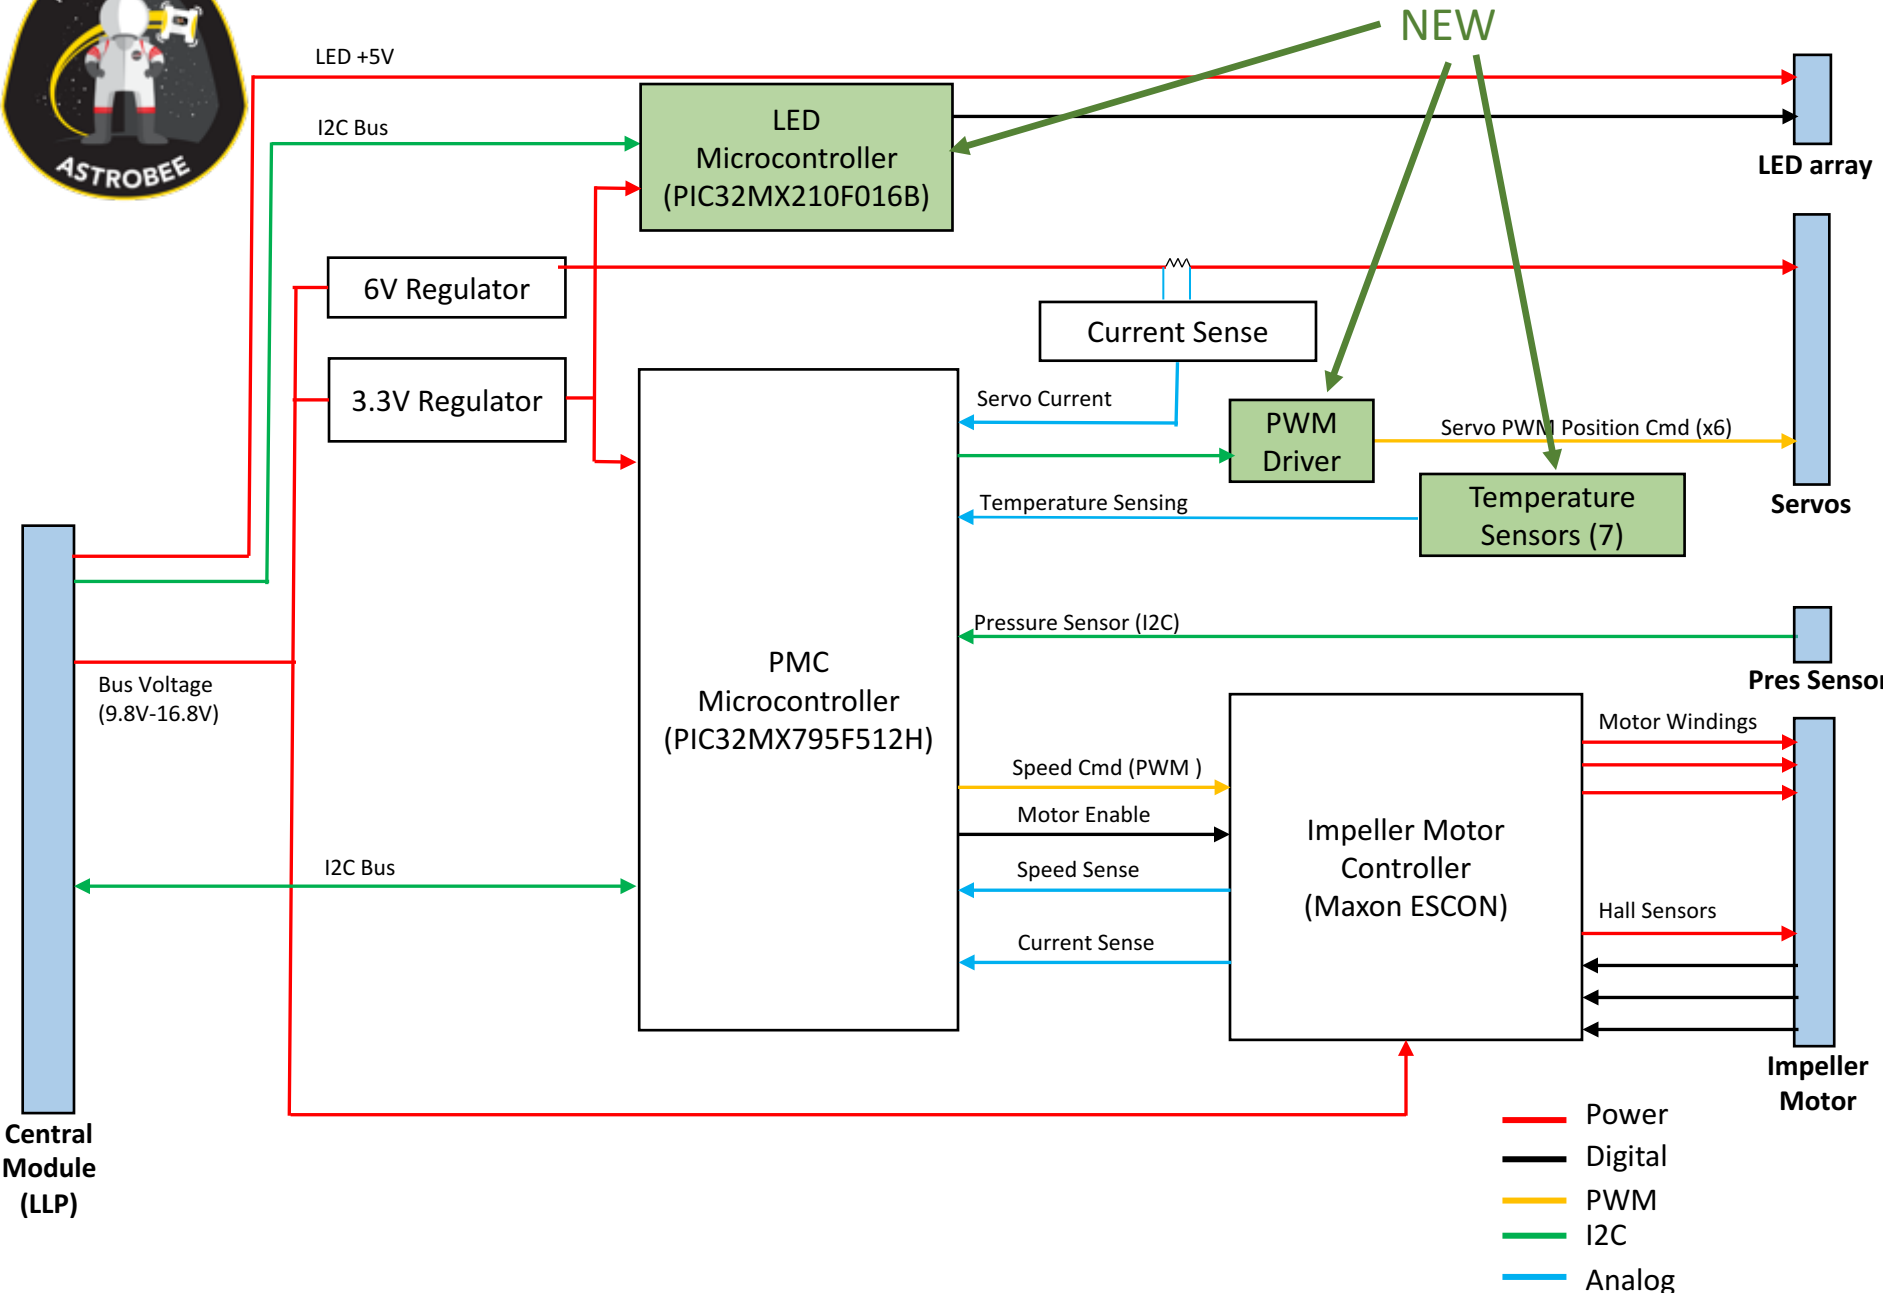 ASTROBEE
NEW
LED +5V
I2C Bus
LED
Microcontroller
(PIC32MX210F016B)
LED array
6V Regulator
Current Sense
3.3V Regulator
Servo Current
PWM
Driver
Servo PWM Position Cmd (x6)
Servos
Temperature Sensing
Temperature
Sensors (7)
Pressure Sensor (I2C)
Pres Sensor
Bus Voltage
(9.8V-16.8V)
PMC
Microcontroller
(PIC32MX795F512H)
Motor Windings
Speed Cmd (PWM )
Motor Enable
Impeller Motor
Controller
(Maxon ESCON)
I2C Bus
Speed Sense
Hall Sensors
Current Sense
Impeller
Motor
Central
Module
(LLP)
Power
Digital
PWM
I2C
Analog